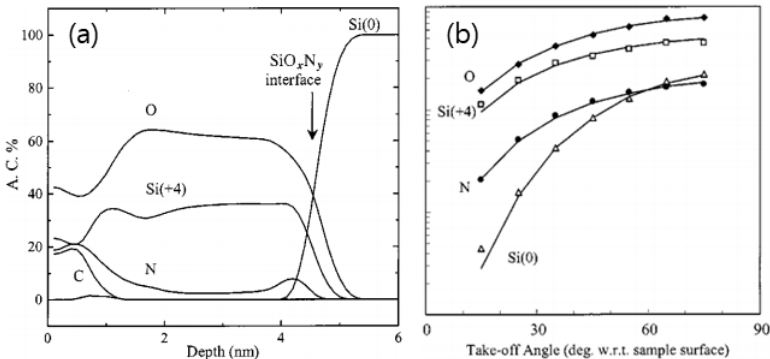 (a)
Si(0)
SiOxNy
interface
O
Si(+4)
C
N
A. C. %
100
80
60
40
20
0
0
2
4
6
Depth (nm)
(b)
O
Si(+4)
N
Si(0)
0
30
60
90
Take-off Angle (deg. w.r.t. sample surface)